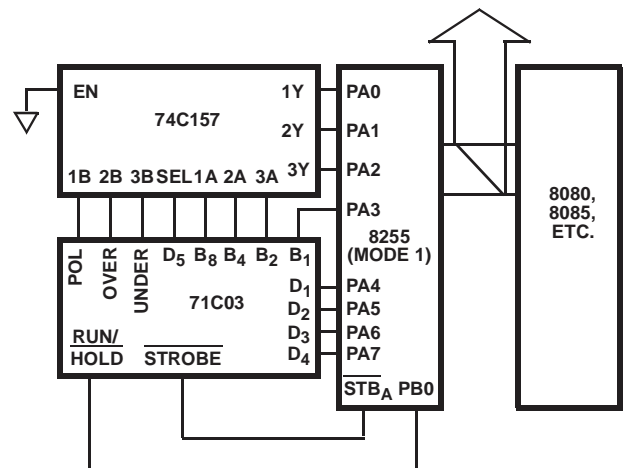 EN
1Y
74C157
2Y
3Y
1B 2B 3B SEL 1A 2A 3A
POL OVER UNDER D5 B8 B4 B2 B1
71C03
D1
D2
D3
D4
RUN/
HOLD
STROBE
PA0
PA1
PA2
PA3
8255
(MODE 1)
PA4
PA5
PA6
PA7
STBA PB0
8080,
8085,
ETC.